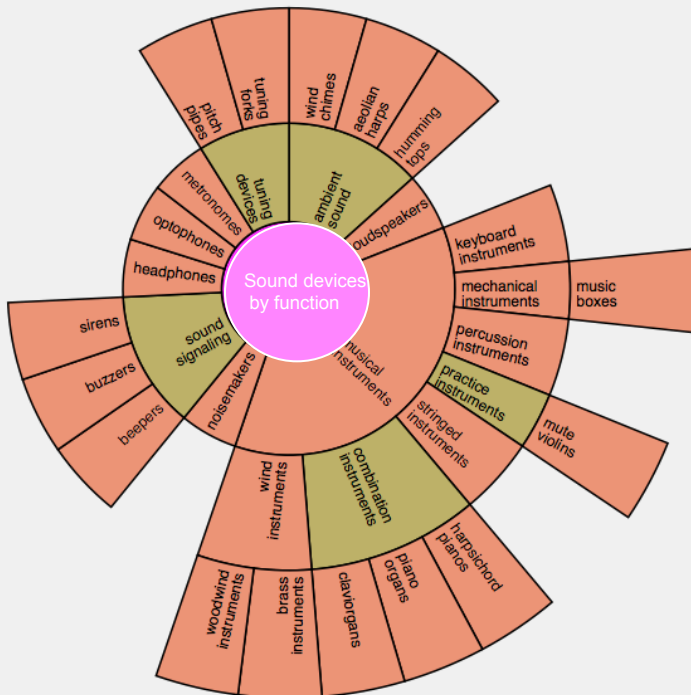 Sound devices
by function
tuning
devices
pitch
pipes
tuning
forks
ambient
sound
wind
chimes
aeolian
harps
humming
tops
oudspeakers
musical
instruments
keyboard
instruments
mechanical
instruments
music
boxes
percussion
instruments
practice
instruments
mute
violins
stringed
instruments
combination
instruments
harpsichord
pianos
piano
organs
claviorgans
wind
instruments
brass
instruments
woodwind
instruments
noisemakers
sound
signaling
beepers
buzzers
sirens
headphones
optophones
metronomes